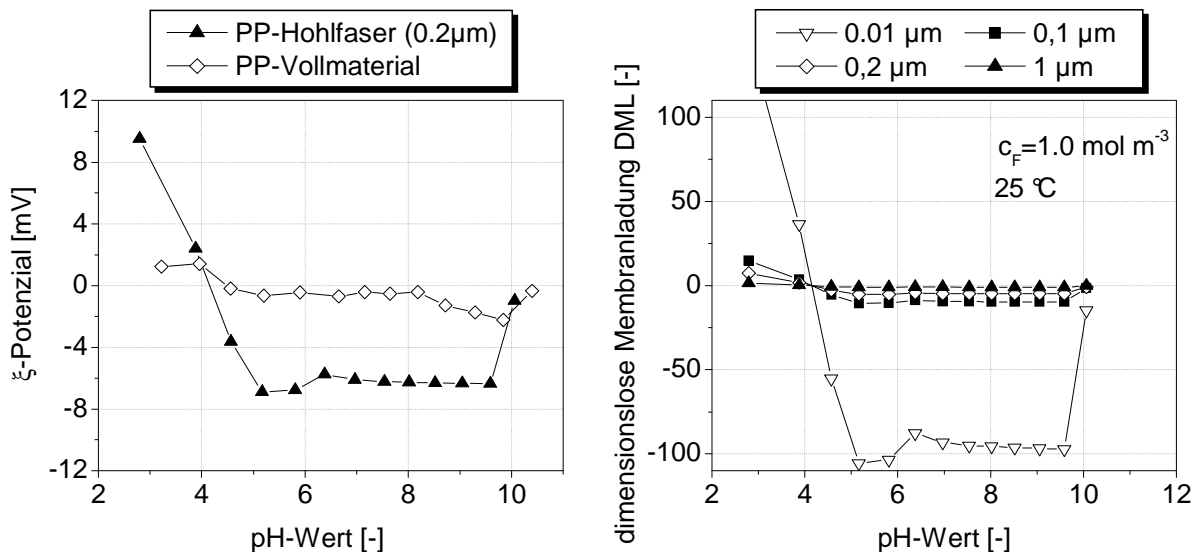 PP-Hohlfaser (0.2µm)
PP-Vollmaterial
12
8
4
0
-4
-8
-12
ξ-Potenzial [mV]
2 4 6 8 10
pH-Wert [-]
0.01 µm 0,1 µm
0,2 µm 1 µm
dimensionslose Membranladung DML [-]
100
50
0
-50
-100
c_F=1.0 mol m⁻³
25 °C
2 4 6 8 10 12
pH-Wert [-]